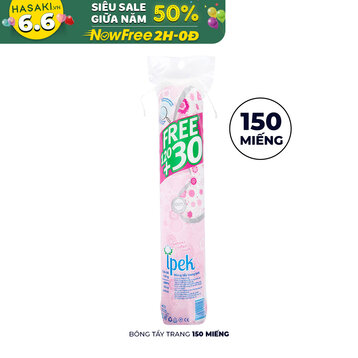 HASAKI.VN
6.6
SIÊU SALE
GIỮA NĂM
50%
NowFree 2H-0Đ
FREE
+30
ipek
150
MIẾNG
BÔNG TẨY TRANG 150 MIẾNG